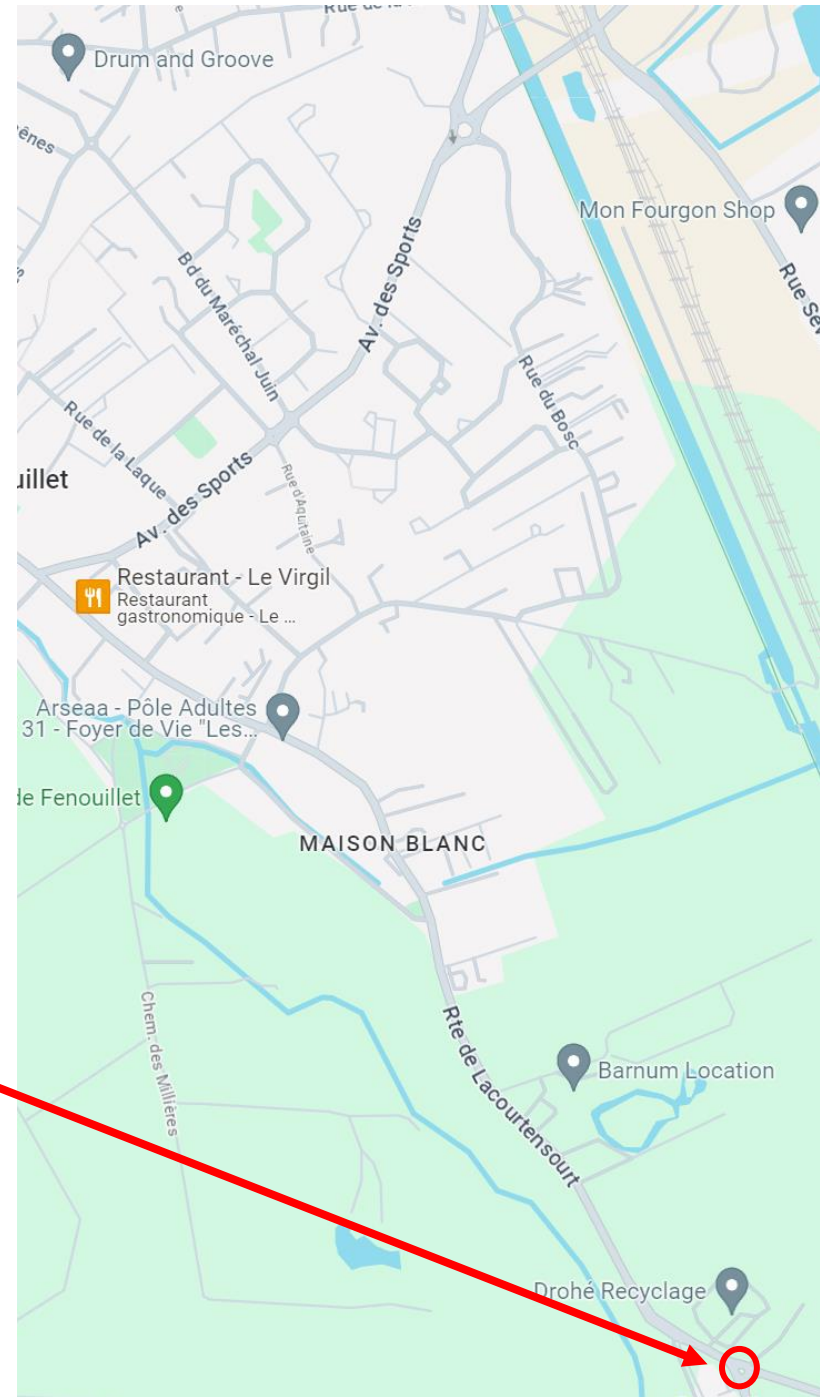 Drum and Groove
Mon Fourgon Shop
Av. des Sports
Bd du Maréchal Juin
Rue du Bosc
Rue de la Laque
uillet
Av. des Sports
Rue d'Aquitaine
Restaurant - Le Virgil
Restaurant
gastronomique - Le ...
Arseaa - Pôle Adultes
31 - Foyer de Vie "Les...
de Fenouillet
MAISON BLANC
Chem. des Millières
Rte de Lacourtensourt
Barnum Location
Drohé Recyclage